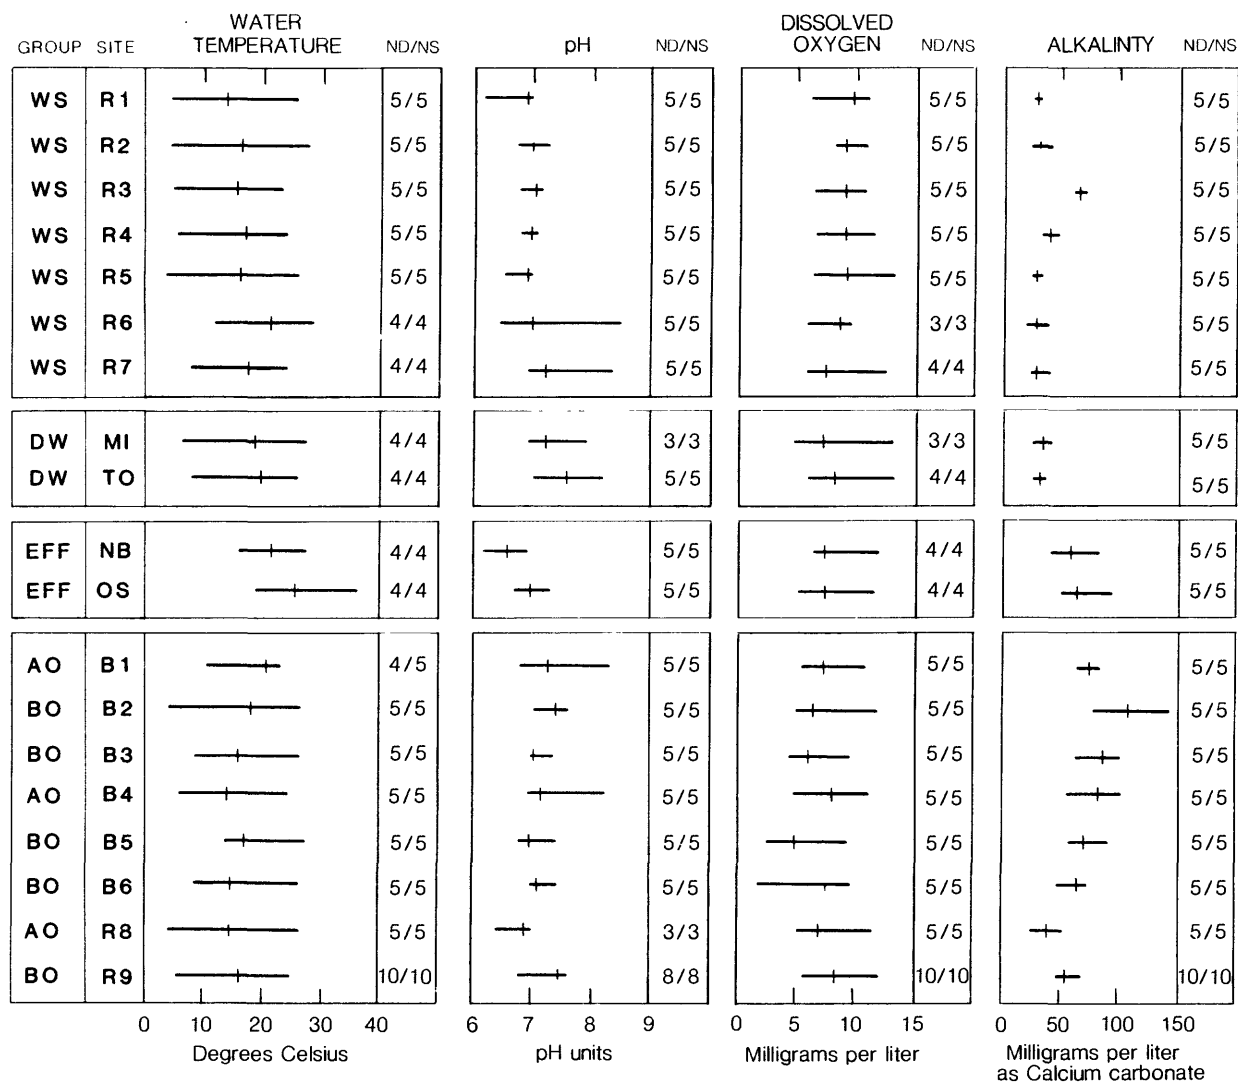 WATER DISSOLVED
GROUP SITE TEMPERATURE ND/NS pH ND/NS OXYGEN ND/NS ALKALINTY ND/NS
WS R1 5/5 5/5 5/5 5/5
WS R2 5/5 5/5 5/5 5/5
WS R3 5/5 5/5 5/5 5/5
WS R4 5/5 5/5 5/5 5/5
WS R5 5/5 5/5 5/5 5/5
WS R6 4/4 5/5 3/3 5/5
WS R7 4/4 5/5 4/4 5/5
DW MI 4/4 3/3 3/3 5/5
DW TO 4/4 5/5 4/4 5/5
EFF NB 4/4 5/5 4/4 5/5
EFF OS 4/4 5/5 4/4 5/5
AO B1 4/5 5/5 5/5 5/5
BO B2 5/5 5/5 5/5 5/5
BO B3 5/5 5/5 5/5 5/5
AO B4 5/5 5/5 5/5 5/5
BO B5 5/5 5/5 5/5 5/5
BO B6 5/5 5/5 5/5 5/5
AO R8 5/5 3/3 5/5 5/5
BO R9 10/10 8/8 10/10 10/10
0 10 20 30 40 6 7 8 9 0 5 10 15 0 50 100 150
Degrees Celsius pH units Milligrams per liter Milligrams per liter
as Calcium carbonate